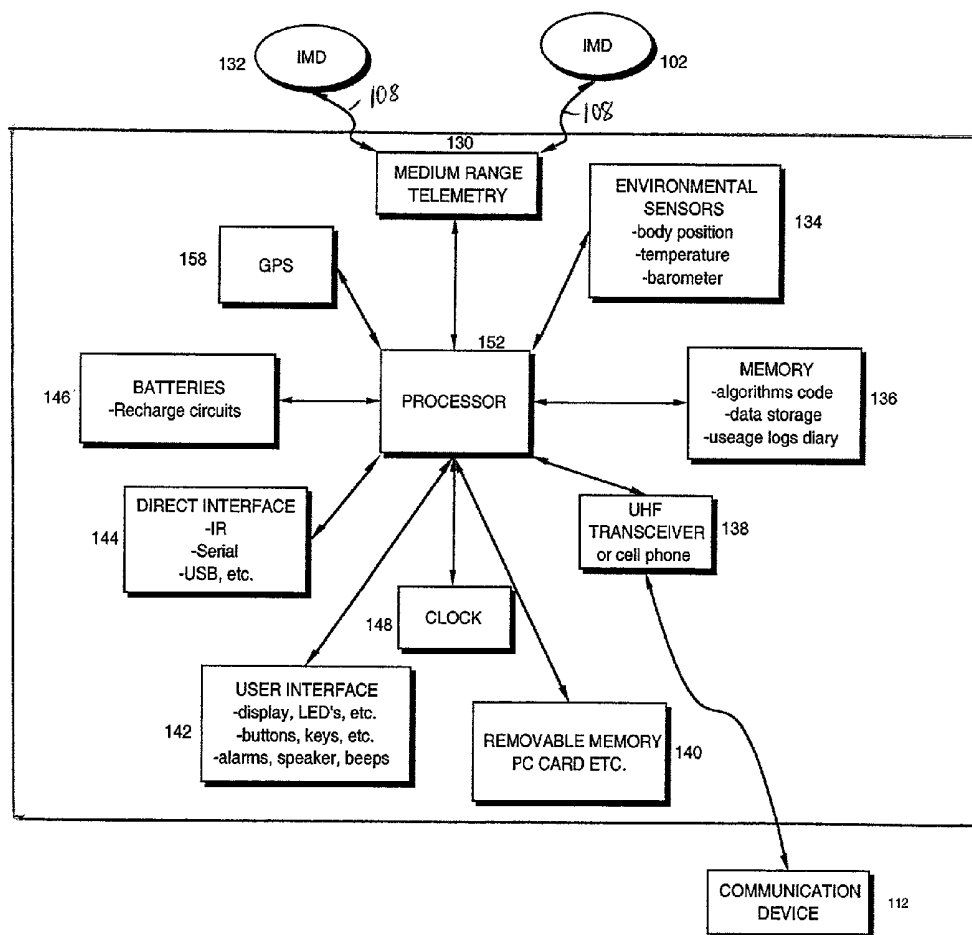 IMD
132
IMD
102
108
108
130
MEDIUM RANGE
TELEMETRY
ENVIRONMENTAL
SENSORS
-body position
-temperature
-barometer
134
158
GPS
152
PROCESSOR
146
BATTERIES
-Recharge circuits
MEMORY
-algorithms code
-data storage
-useage logs diary
136
144
DIRECT INTERFACE
-IR
-Serial
-USB, etc.
UHF
TRANSCEIVER
or cell phone
138
148
CLOCK
142
USER INTERFACE
-display, LED's, etc.
-buttons, keys, etc.
-alarms, speaker, beeps
REMOVABLE MEMORY
PC CARD ETC.
140
COMMUNICATION
DEVICE
112